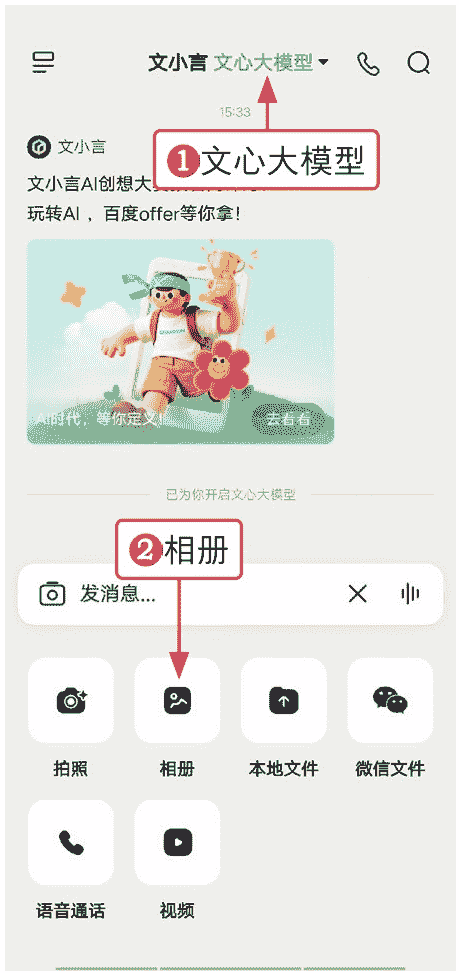 文小言 文心大模型
15:33
❶文心大模型
文小言
文小言AI创想大
玩转AI ，百度offer等你拿！
AI时代，等你定义！
去看看
已为你开启文心大模型
❷相册
发消息...
拍照
相册
本地文件
微信文件
语音通话
视频